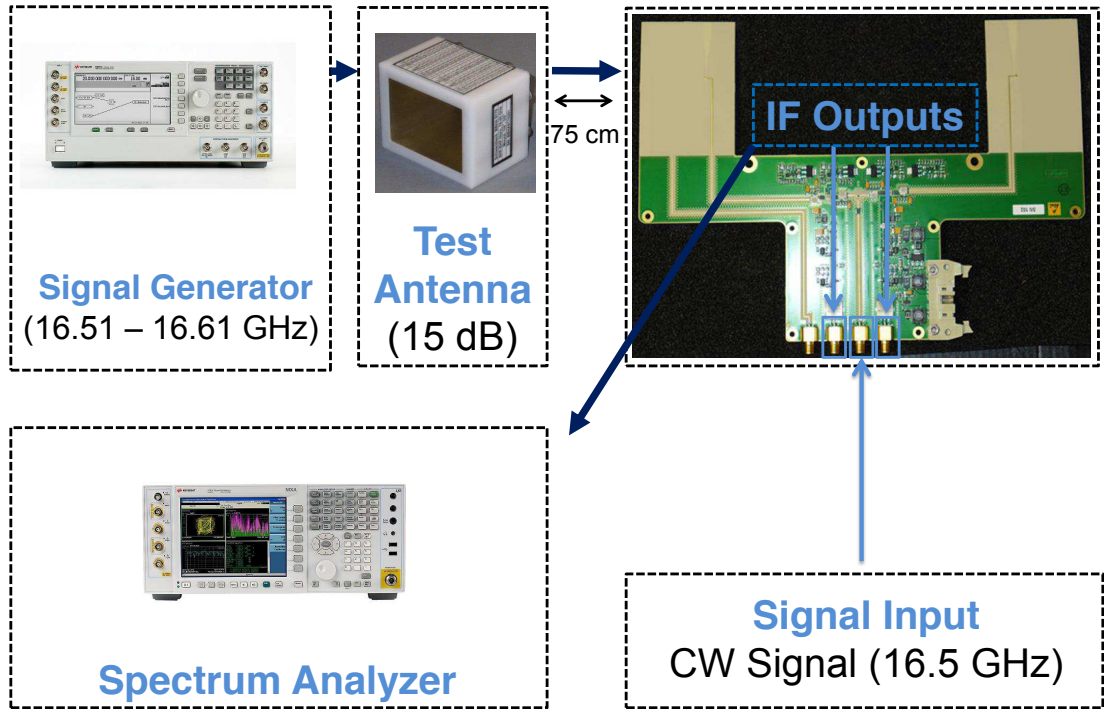 Signal Generator
(16.51 – 16.61 GHz)
Test
Antenna
(15 dB)
75 cm
IF Outputs
Spectrum Analyzer
Signal Input
CW Signal (16.5 GHz)